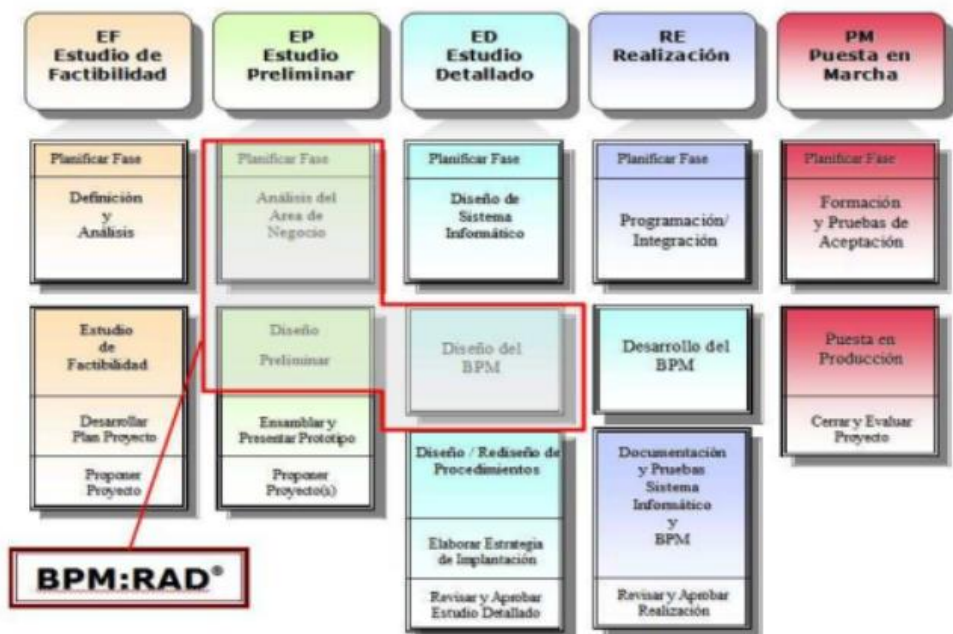 EF
Estudio de
Factibilidad
EP
Estudio
Preliminar
ED
Estudio
Detallado
RE
Realización
PM
Puesta en
Marcha
Planificar Fase
Definición
y
Análisis
Estudio
de
Factibilidad
Desarrollar
Plan Proyecto
Proponer
Proyecto
Planificar Fase
Análisis del
Area de
Negocio
Diseño
Preliminar
Ensamblar y
Presentar Prototipo
Proponer
Proyecto(s)
Planificar Fase
Diseño de
Sistema
Informático
Diseño del
BPM
Diseño / Rediseño de
Procedimientos
Elaborar Estrategia
de Implantación
Revisar y Aprobar
Estudio Detallado
Planificar Fase
Programación/
Integración
Desarrollo del
BPM
Documentación
y Pruebas
Sistema
Informático
y
BPM
Revisar y Aprobar
Realización
Planificar Fase
Formación
y Pruebas de
Aceptación
Puesta en
Producción
Cerrar y Evaluar
Proyecto
BPM:RAD®